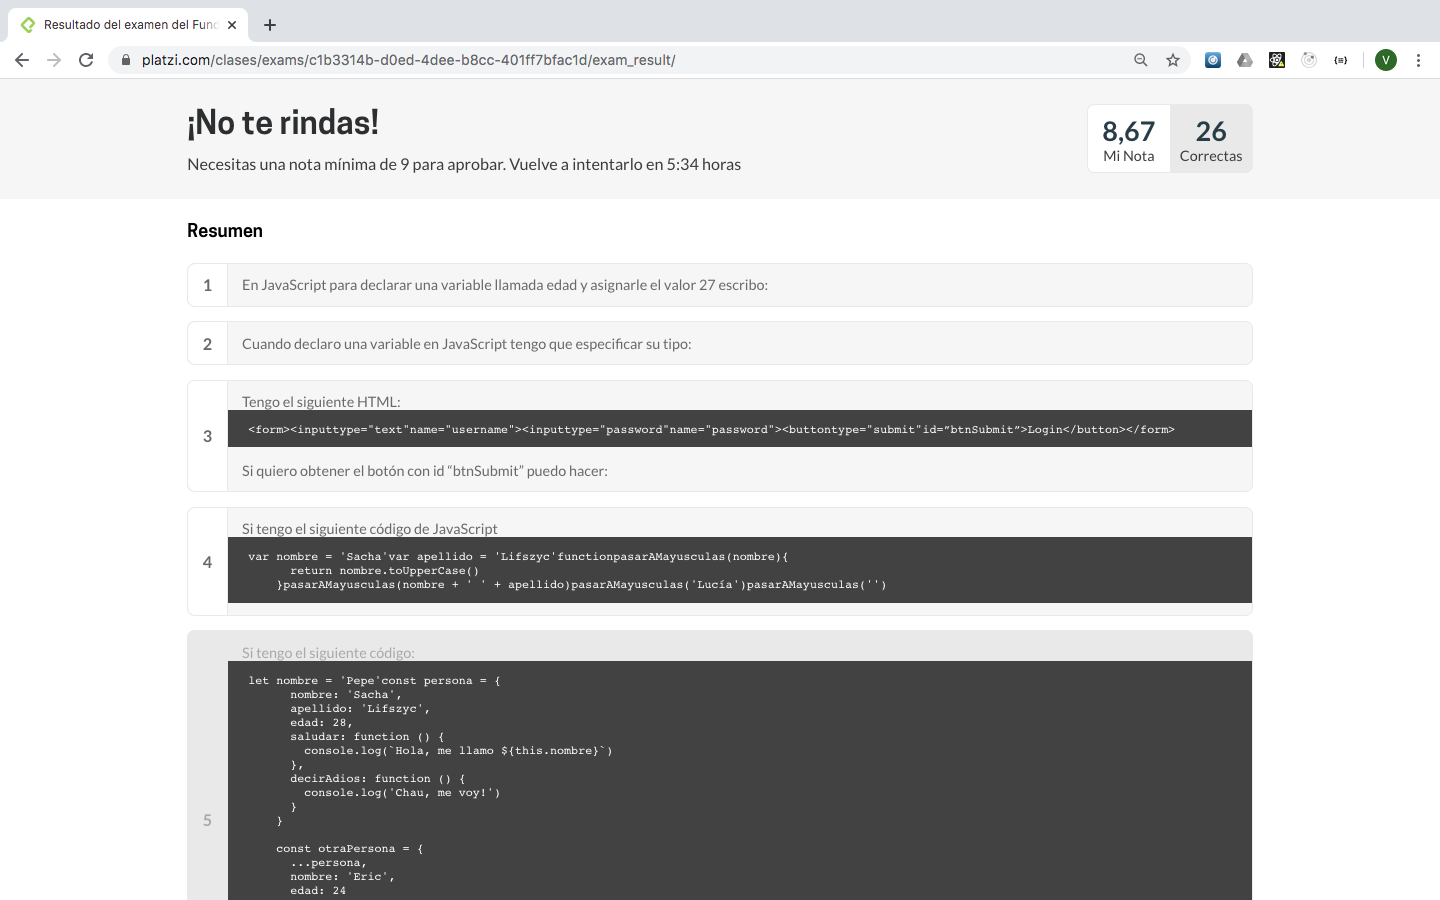 Resultado del examen del Fund
platzi.com/clases/exams/c1b3314b-d0ed-4dee-b8cc-401ff7bfac1d/exam_result/
V
¡No te rindas!
Necesitas una nota mínima de 9 para aprobar. Vuelve a intentarlo en 5:34 horas
8,67
Mi Nota
26
Correctas
Resumen
1
En JavaScript para declarar una variable llamada edad y asignarle el valor 27 escribo:
2
Cuando declaro una variable en JavaScript tengo que especificar su tipo:
3
Tengo el siguiente HTML:
<form><inputtype="text"name="username"><inputtype="password"name="password"><buttontype="submit"id=”btnSubmit”>Login</button></form>
Si quiero obtener el botón con id “btnSubmit” puedo hacer:
4
Si tengo el siguiente código de JavaScript
var nombre = 'Sacha'var apellido = 'Lifszyc'functionpasarAMayusculas(nombre){
return nombre.toUpperCase()
}pasarAMayusculas(nombre + ' ' + apellido)pasarAMayusculas('Lucía')pasarAMayusculas('')
5
Si tengo el siguiente código:
let nombre = 'Pepe'const persona = {
nombre: 'Sacha',
apellido: 'Lifszyc',
edad: 28,
saludar: function () {
console.log(`Hola, me llamo ${this.nombre}`)
},
decirAdios: function () {
console.log('Chau, me voy!')
}
}
const otraPersona = {
...persona,
nombre: 'Eric',
edad: 24